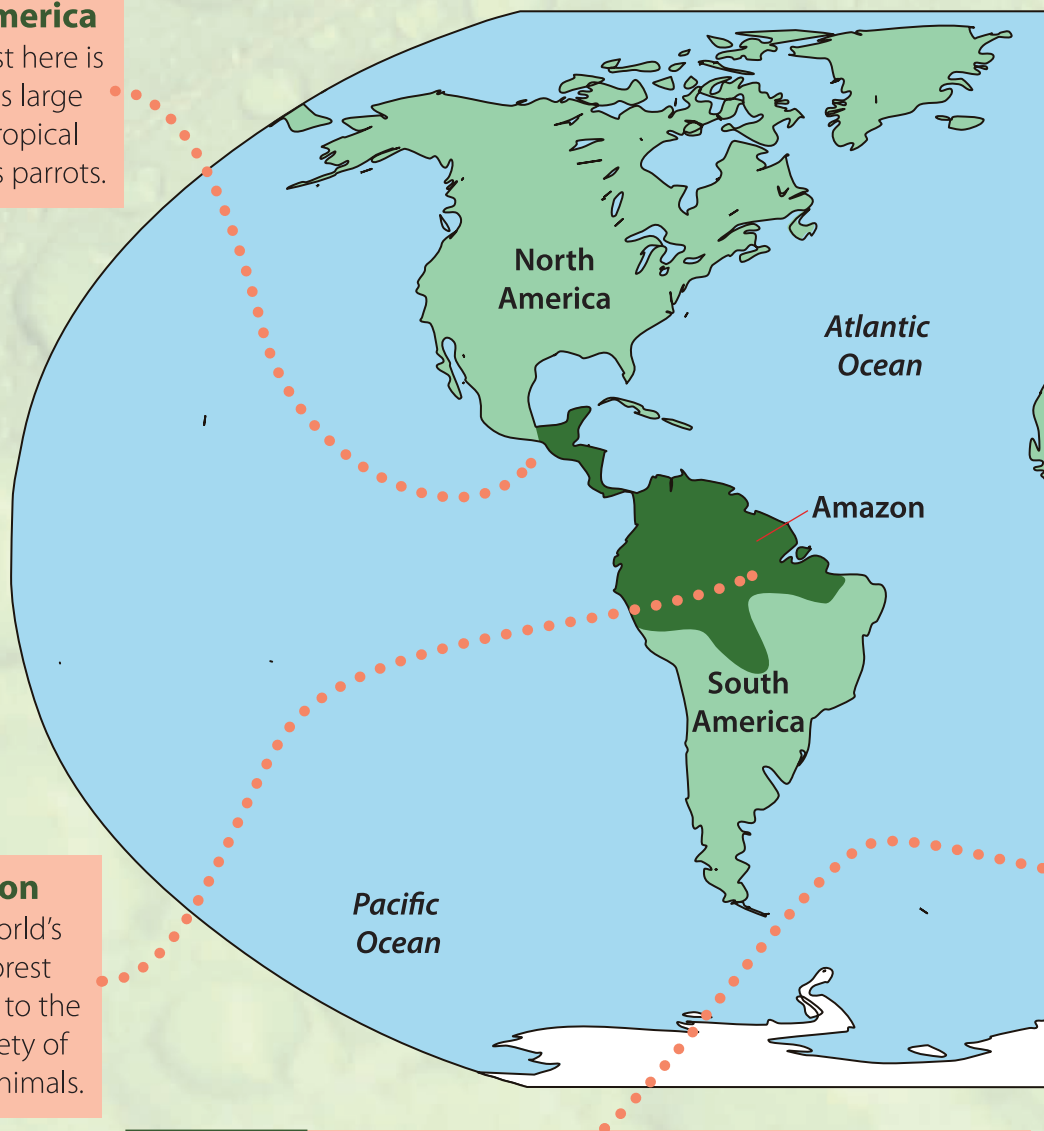 merica
st here is
s large
ropical
s parrots.
North
America
Atlantic
Ocean
Amazon
South
America
Pacific
Ocean
on
orld's
orest
to the
ety of
nimals.